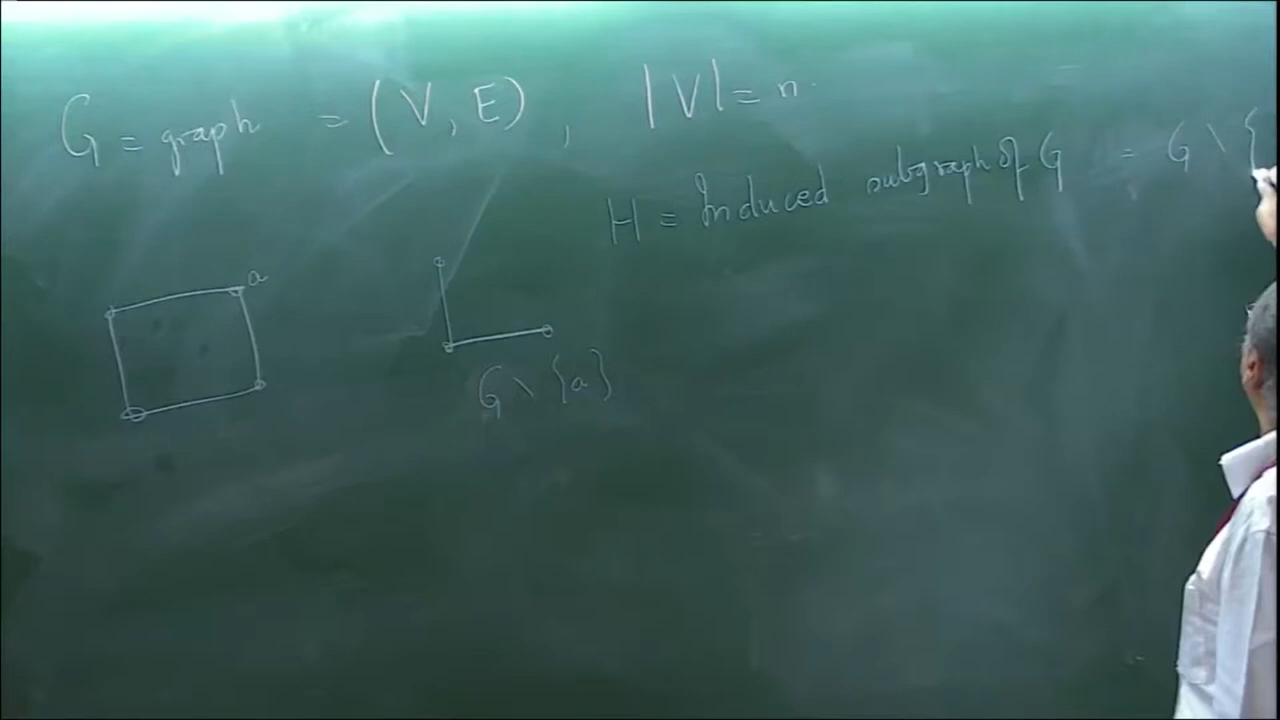 G = graph = (V, E), |V| = n.
H = Induced subgraph of G = G \ {
a
G \ {a}